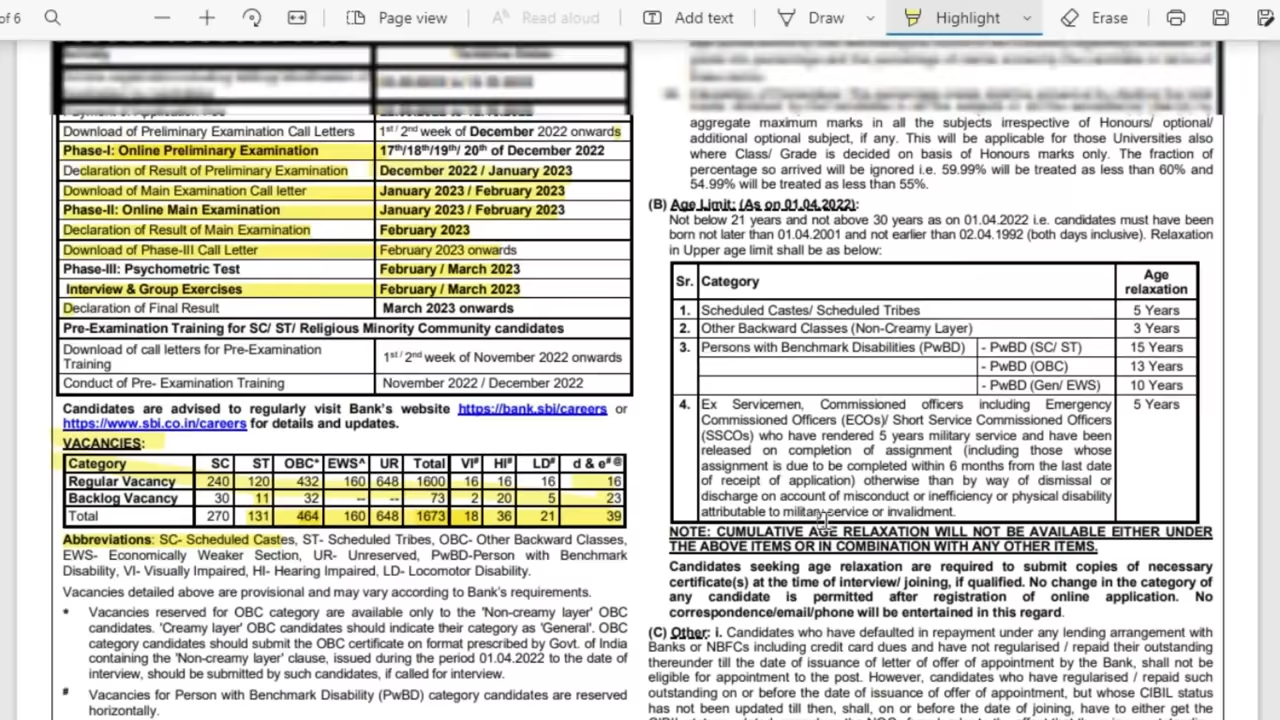 of 6
Page view
Read aloud
Add text
Draw
Highlight
Erase
Download of Preliminary Examination Call Letters 1st / 2nd week of December 2022 onwards
Phase-I: Online Preliminary Examination 17th/18th/19th/ 20th of December 2022
Declaration of Result of Preliminary Examination December 2022 / January 2023
Download of Main Examination Call letter January 2023 / February 2023
Phase-II: Online Main Examination January 2023 / February 2023
Declaration of Result of Main Examination February 2023
Download of Phase-III Call Letter February 2023 onwards
Phase-III: Psychometric Test February / March 2023
Interview & Group Exercises February / March 2023
Declaration of Final Result March 2023 onwards
Pre-Examination Training for SC/ ST/ Religious Minority Community candidates
Download of call letters for Pre-Examination
Training 1st / 2nd week of November 2022 onwards
Conduct of Pre- Examination Training November 2022 / December 2022
Candidates are advised to regularly visit Bank's website https://bank.sbi/careers or
https://www.sbi.co.in/careers for details and updates.
VACANCIES:
Category SC ST OBC* EWS^ UR Total VI# HI# LD# d & e# @
Regular Vacancy 240 120 432 160 648 1600 16 16 16 16
Backlog Vacancy 30 11 32 -- -- 73 2 20 5 23
Total 270 131 464 160 648 1673 18 36 21 39
Abbreviations: SC- Scheduled Castes, ST- Scheduled Tribes, OBC- Other Backward Classes,
EWS- Economically Weaker Section, UR- Unreserved, PwBD-Person with Benchmark
Disability, VI- Visually Impaired, HI- Hearing Impaired, LD- Locomotor Disability.
Vacancies detailed above are provisional and may vary according to Bank's requirements.
* Vacancies reserved for OBC category are available only to the 'Non-creamy layer' OBC
candidates. 'Creamy layer' OBC candidates should indicate their category as 'General'. OBC
category candidates should submit the OBC certificate on format prescribed by Govt. of India
containing the 'Non-creamy layer' clause, issued during the period 01.04.2022 to the date of
interview, should be submitted by such candidates, if called for interview.
# Vacancies for Person with Benchmark Disability (PwBD) category candidates are reserved
horizontally.
aggregate maximum marks in all the subjects irrespective of Honours/ optional/
additional optional subject, if any. This will be applicable for those Universities also
where Class/ Grade is decided on basis of Honours marks only. The fraction of
percentage so arrived will be ignored i.e. 59.99% will be treated as less than 60% and
54.99% will be treated as less than 55%.
(B) Age Limit: (As on 01.04.2022):
Not below 21 years and not above 30 years as on 01.04.2022 i.e. candidates must have been
born not later than 01.04.2001 and not earlier than 02.04.1992 (both days inclusive). Relaxation
in Upper age limit shall be as below:
Sr. Category Age
relaxation
1. Scheduled Castes/ Scheduled Tribes 5 Years
2. Other Backward Classes (Non-Creamy Layer) 3 Years
3. Persons with Benchmark Disabilities (PwBD) - PwBD (SC/ ST) 15 Years
- PwBD (OBC) 13 Years
- PwBD (Gen/ EWS) 10 Years
4. Ex Servicemen, Commissioned officers including Emergency 5 Years
Commissioned Officers (ECOs)/ Short Service Commissioned Officers
(SSCOs) who have rendered 5 years military service and have been
released on completion of assignment (including those whose
assignment is due to be completed within 6 months from the last date
of receipt of application) otherwise than by way of dismissal or
discharge on account of misconduct or inefficiency or physical disability
attributable to military service or invalidment.
NOTE: CUMULATIVE AGE RELAXATION WILL NOT BE AVAILABLE EITHER UNDER
THE ABOVE ITEMS OR IN COMBINATION WITH ANY OTHER ITEMS.
Candidates seeking age relaxation are required to submit copies of necessary
certificate(s) at the time of interview/ joining, if qualified. No change in the category of
any candidate is permitted after registration of online application. No
correspondence/email/phone will be entertained in this regard.
(C) Other: i. Candidates who have defaulted in repayment under any lending arrangement with
Banks or NBFCs including credit card dues and have not regularised / repaid their outstanding
thereunder till the date of issuance of letter of offer of appointment by the Bank, shall not be
eligible for appointment to the post. However, candidates who have regularised / repaid such
outstanding on or before the date of issuance of offer of appointment, but whose CIBIL status
has not been updated till then, shall, on or before the date of joining, have to either get the